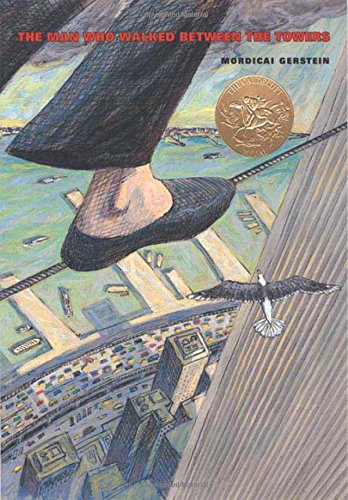 THE MAN WHO WALKED BETWEEN THE TOWERS
MORDICAI GERSTEIN